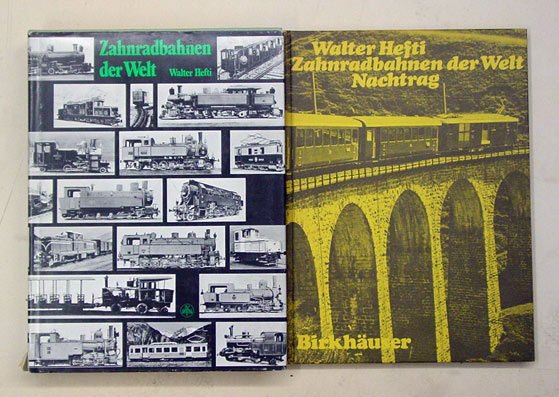 Zahnradbahnen
der Welt Walter Hefti
Walter Hefti
Zahnradbahnen der Welt
Nachtrag
Birkhäuser